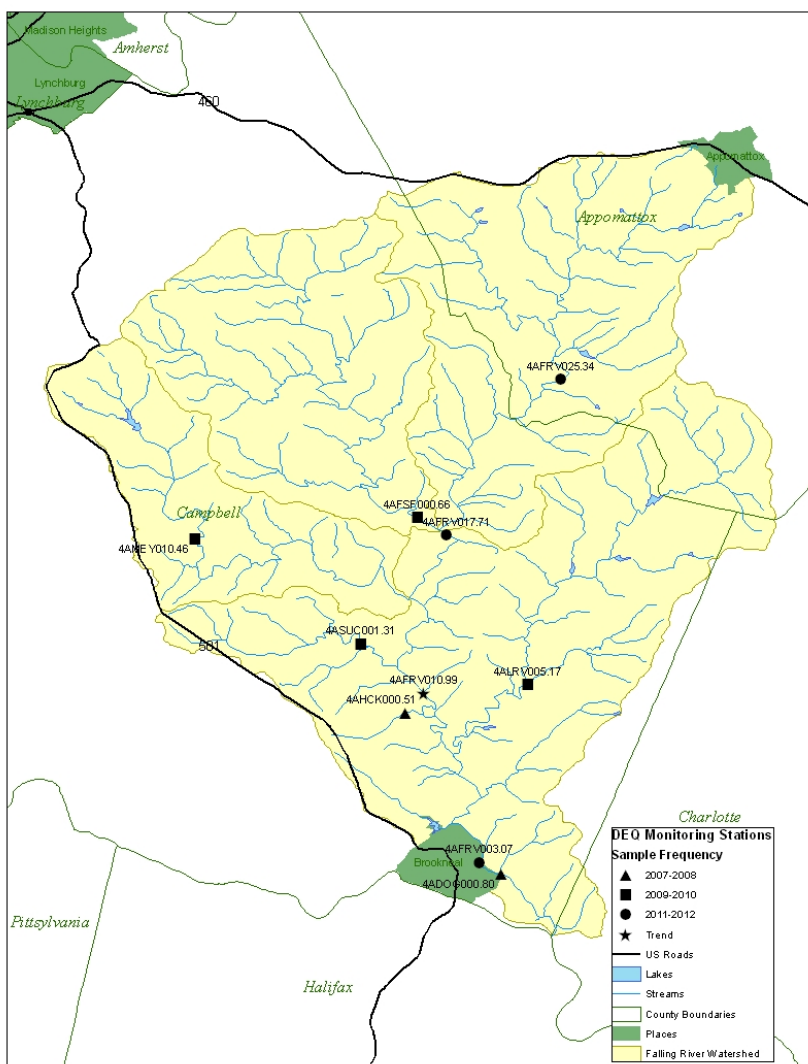 Madison Heights
Amherst
Lynchburg
Lynchburg
460
Appomattox
Appomattox
4AFRV025.34
4AFSF000.66
4AFRV017.71
Campbell
4AMEY010.46
4ASUC001.31
501
4AFRV010.99
4ALRV005.17
4AHCK000.51
Charlotte
4AFRV003.07
Brookneal
4ADOG000.80
Pittsylvania
Halifax
DEQ Monitoring Stations
Sample Frequency
2007-2008
2009-2010
2011-2012
Trend
US Roads
Lakes
Streams
County Boundaries
Places
Falling River Watershed